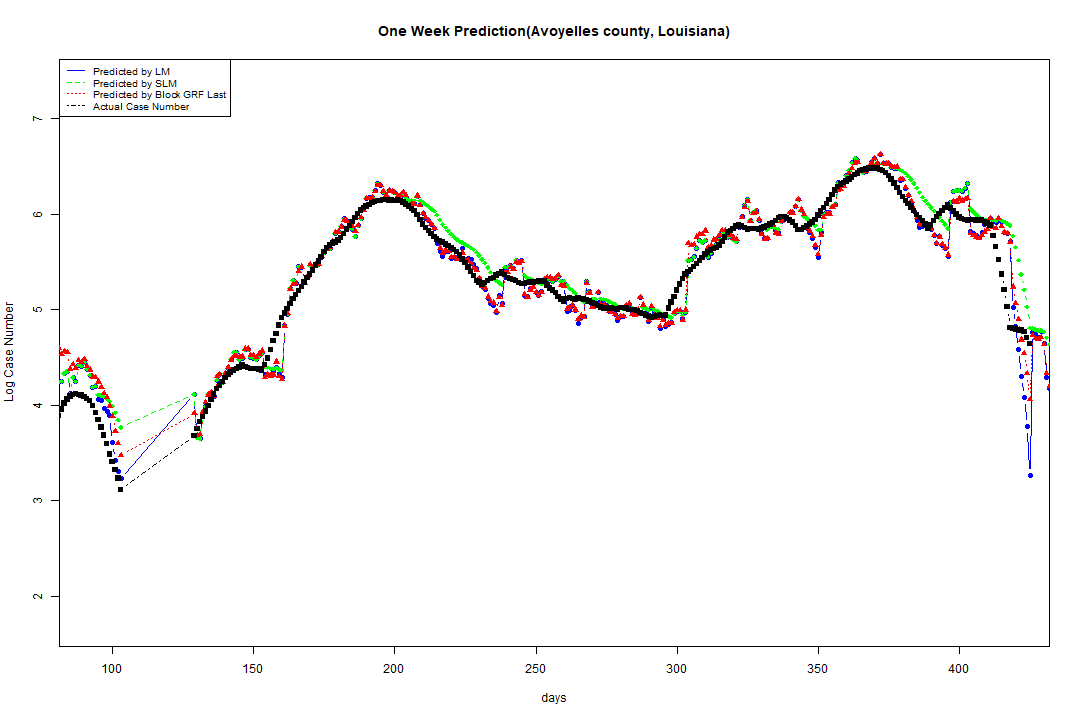 One Week Prediction(Avoyelles county, Louisiana)
Predicted by LM
Predicted by SLM
Predicted by Block GRF Last
Actual Case Number
Log Case Number
7
6
5
4
3
2
100 150 200 250 300 350 400
days